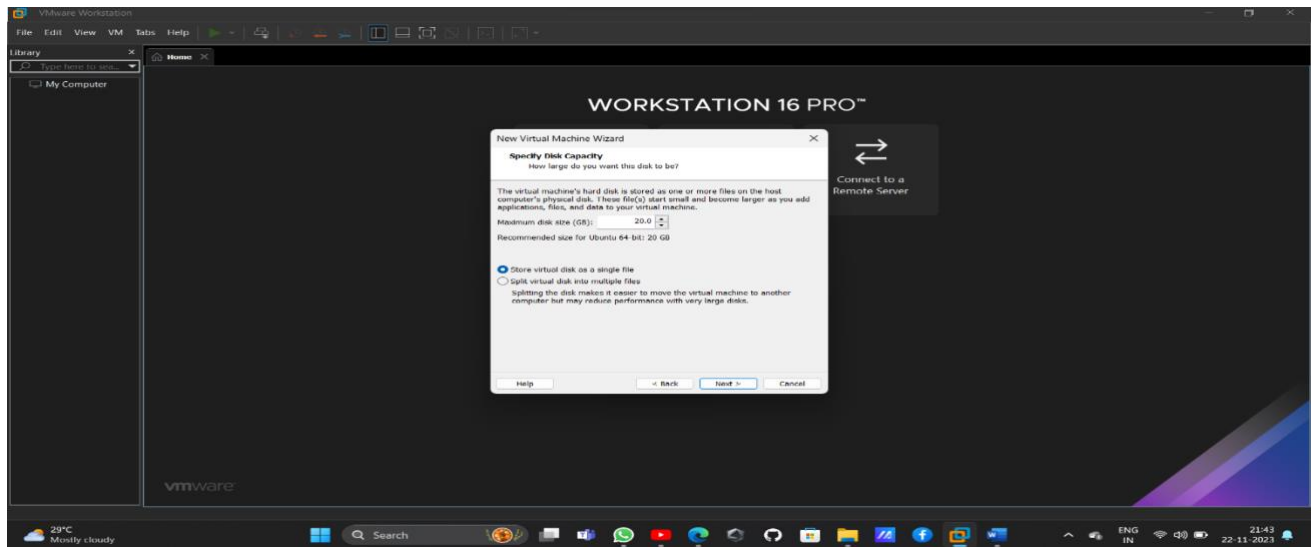 VMware Workstation
File Edit View VM Tabs Help
Library
Type here to sea...
Home
My Computer
WORKSTATION 16 PRO™
New Virtual Machine Wizard
Specify Disk Capacity
How large do you want this disk to be?
The virtual machine's hard disk is stored as one or more files on the host
computer's physical disk. These file(s) start small and become larger as you add
applications, files, and data to your virtual machine.
Maximum disk size (GB): 20.0
Recommended size for Ubuntu 64-bit: 20 GB
Store virtual disk as a single file
Split virtual disk into multiple files
Splitting the disk makes it easier to move the virtual machine to another
computer but may reduce performance with very large disks.
Help < Back Next > Cancel
Connect to a
Remote Server
vmware
29°C
Mostly cloudy
Search
ENG
IN
21:43
22-11-2023